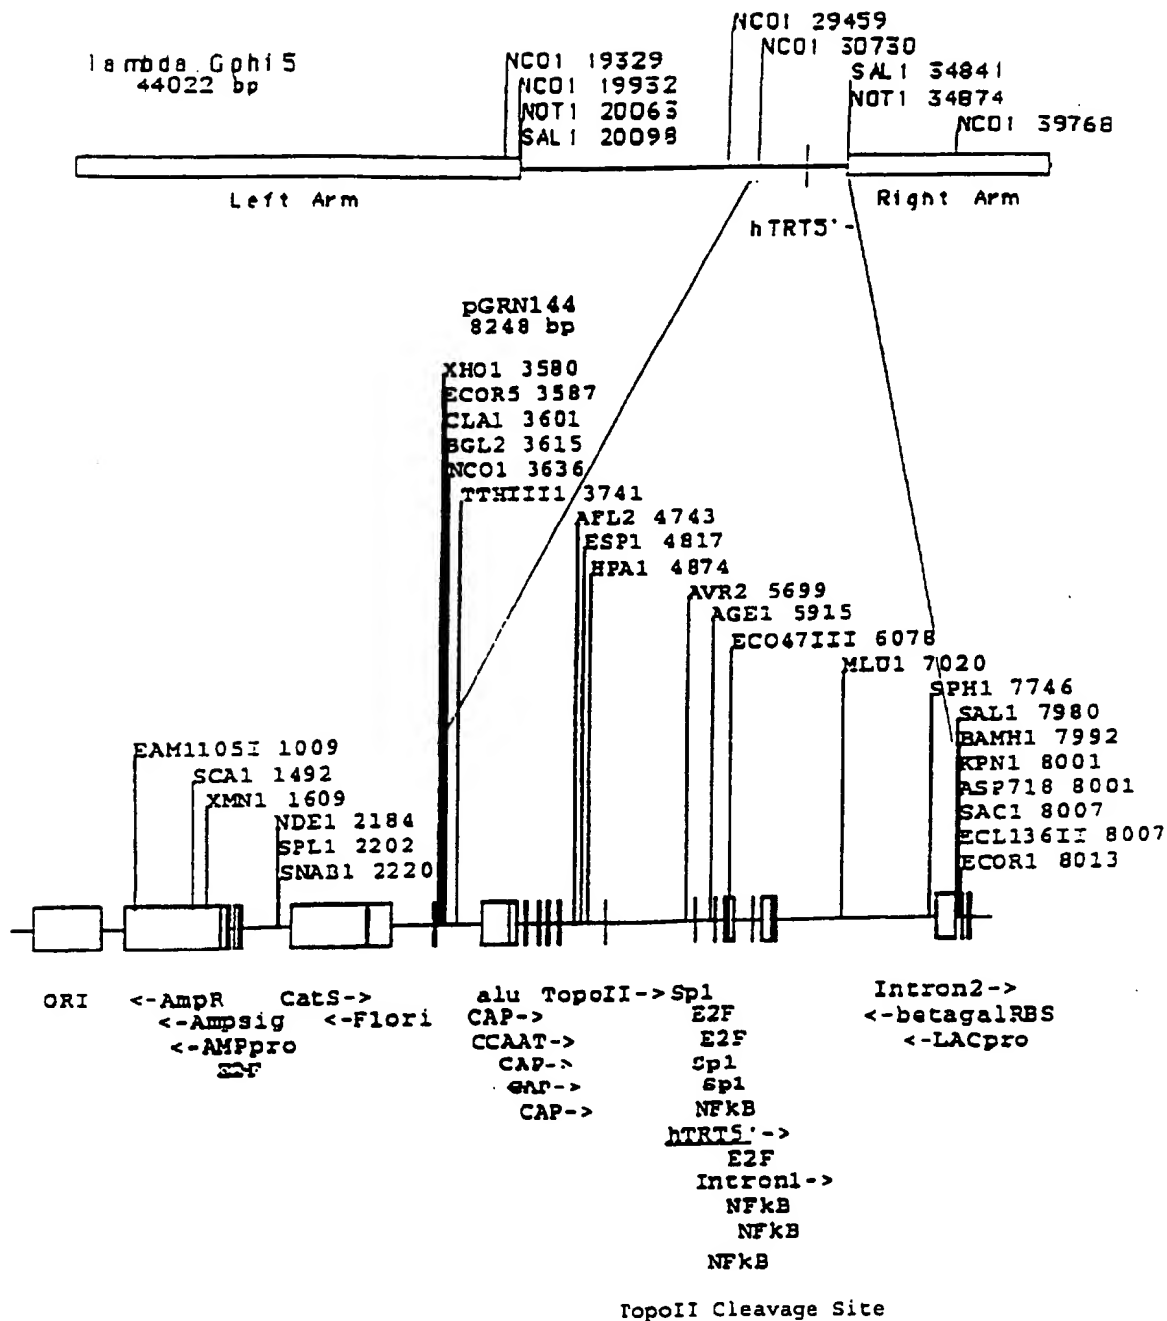 NCO1 29459
NCO1 30730
lambda Gphi5
44022 bp
NCO1 19329
NCO1 19932
NOT1 20063
SAL1 20098
SAL1 34841
NOT1 34874
NCO1 39768
Left Arm
Right Arm
hTRT5'-
pGRN144
8248 bp
XHO1 3580
ECOR5 3587
CLA1 3601
BGL2 3615
NCO1 3636
TTHIII1 3741
AFL2 4743
ESP1 4817
HPA1 4874
AVR2 5699
AGE1 5915
ECO47III 6078
MLU1 7020
SPH1 7746
SAL1 7980
BAMH1 7992
KPN1 8001
ASP718 8001
SAC1 8007
ECL136II 8007
ECOR1 8013
EAM1105I 1009
SCA1 1492
XMN1 1609
NDE1 2184
SPL1 2202
SNAB1 2220
ORI <-AmpR CatS-> alu TopoII->Sp1 Intron2->
<-Ampsig <-F1ori CAP-> E2F <-betagalRBS
<-AMPpro CCAAT-> E2F <-LACpro
E2F CAP-> Sp1
CAP-> Sp1
CAP-> NFkB
hTRT5'->
E2F
Intron1->
NFkB
NFkB
NFkB
TopoII Cleavage Site